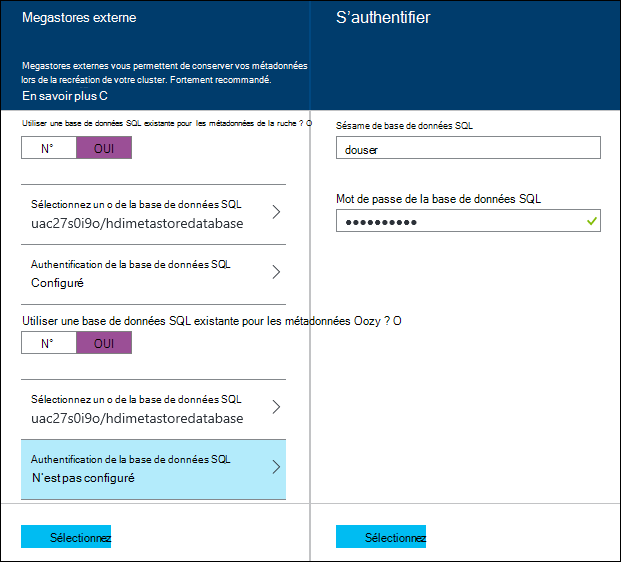 Megastores externe
Megastores externes vous permettent de conserver vos métadonnées
lors de la recréation de votre cluster. Fortement recommandé.
En savoir plus C
Utiliser une base de données SQL existante pour les métadonnées de la ruche ? O
N°
OUI
Sélectionnez un o de la base de données SQL
uac27s0i9o/hdimetastoredatabase
Authentification de la base de données SQL
Configuré
Utiliser une base de données SQL existante pour les métadonnées Oozy ? O
N°
OUI
Sélectionnez un o de la base de données SQL
uac27s0i9o/hdimetastoredatabase
Authentification de la base de données SQL
N'est pas configuré
Sélectionnez
S'authentifier
Sésame de base de données SQL
douser
Mot de passe de la base de données SQL
●●●●●●●●●●
Sélectionnez